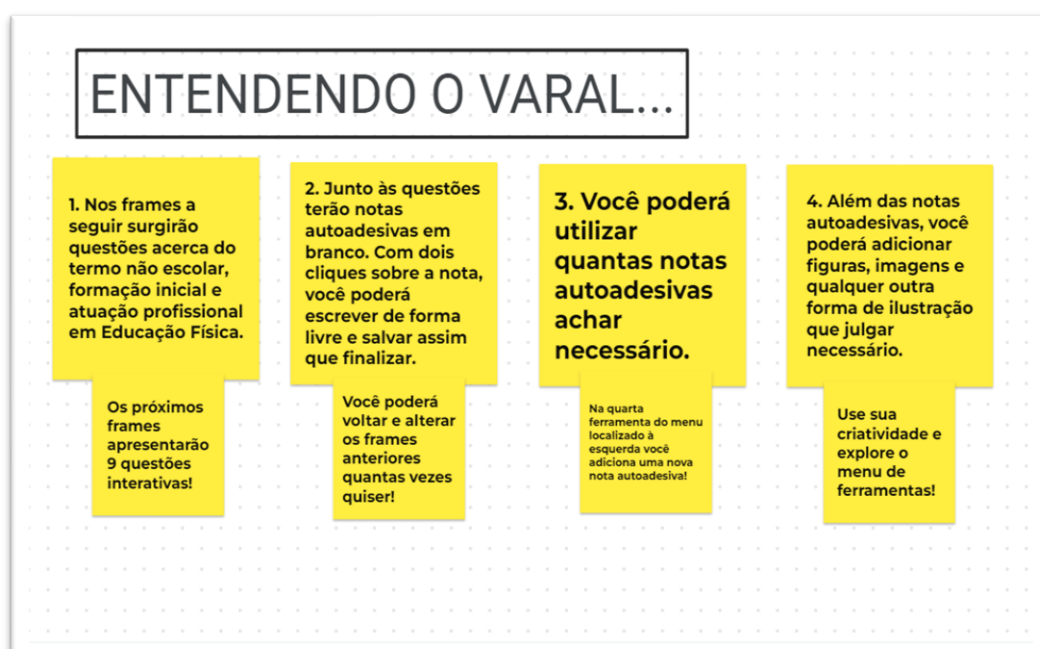 ENTENDENDO O VARAL...
1. Nos frames a
seguir surgirão
questões acerca do
termo não escolar,
formação inicial e
atuação profissional
em Educação Física.
Os próximos
frames
apresentarão
9 questões
interativas!
2. Junto às questões
terão notas
autoadesivas em
branco. Com dois
cliques sobre a nota,
você poderá
escrever de forma
livre e salvar assim
que finalizar.
Você poderá
voltar e alterar
os frames
anteriores
quantas vezes
quiser!
3. Você poderá
utilizar
quantas notas
autoadesivas
achar
necessário.
Na quarta
ferramenta do menu
localizado à
esquerda você
adiciona uma nova
nota autoadesiva!
4. Além das notas
autoadesivas, você
poderá adicionar
figuras, imagens e
qualquer outra
forma de ilustração
que julgar
necessário.
Use sua
criatividade e
explore o
menu de
ferramentas!